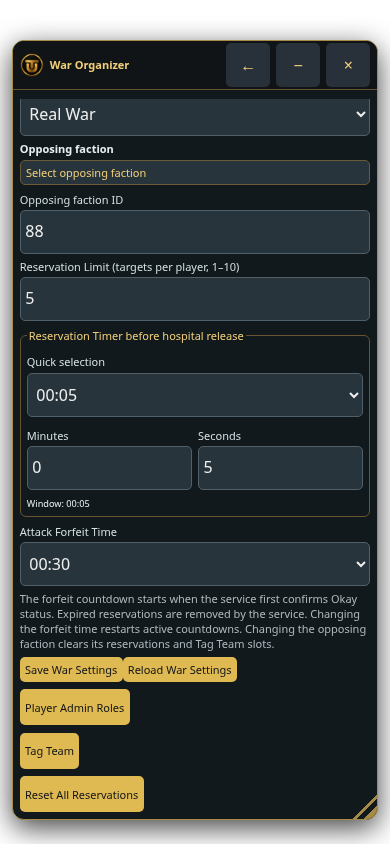 War Organizer
Real War
Opposing faction
Select opposing faction
Opposing faction ID
88
Reservation Limit (targets per player, 1–10)
5
Reservation Timer before hospital release
Quick selection
00:05
Minutes Seconds
0 5
Window: 00:05
Attack Forfeit Time
00:30
The forfeit countdown starts when the service first confirms Okay
status. Expired reservations are removed by the service. Changing
the forfeit time restarts active countdowns. Changing the opposing
faction clears its reservations and Tag Team slots.
Save War Settings Reload War Settings
Player Admin Roles
Tag Team
Reset All Reservations